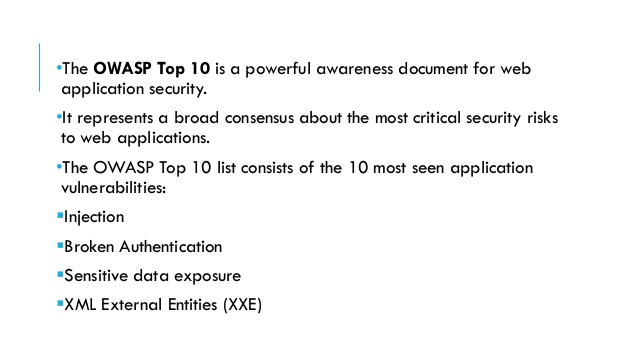 •The OWASP Top 10 is a powerful awareness document for web
application security.
•It represents a broad consensus about the most critical security risks
to web applications.
•The OWASP Top 10 list consists of the 10 most seen application
vulnerabilities:
▪Injection
▪Broken Authentication
▪Sensitive data exposure
▪XML External Entities (XXE)